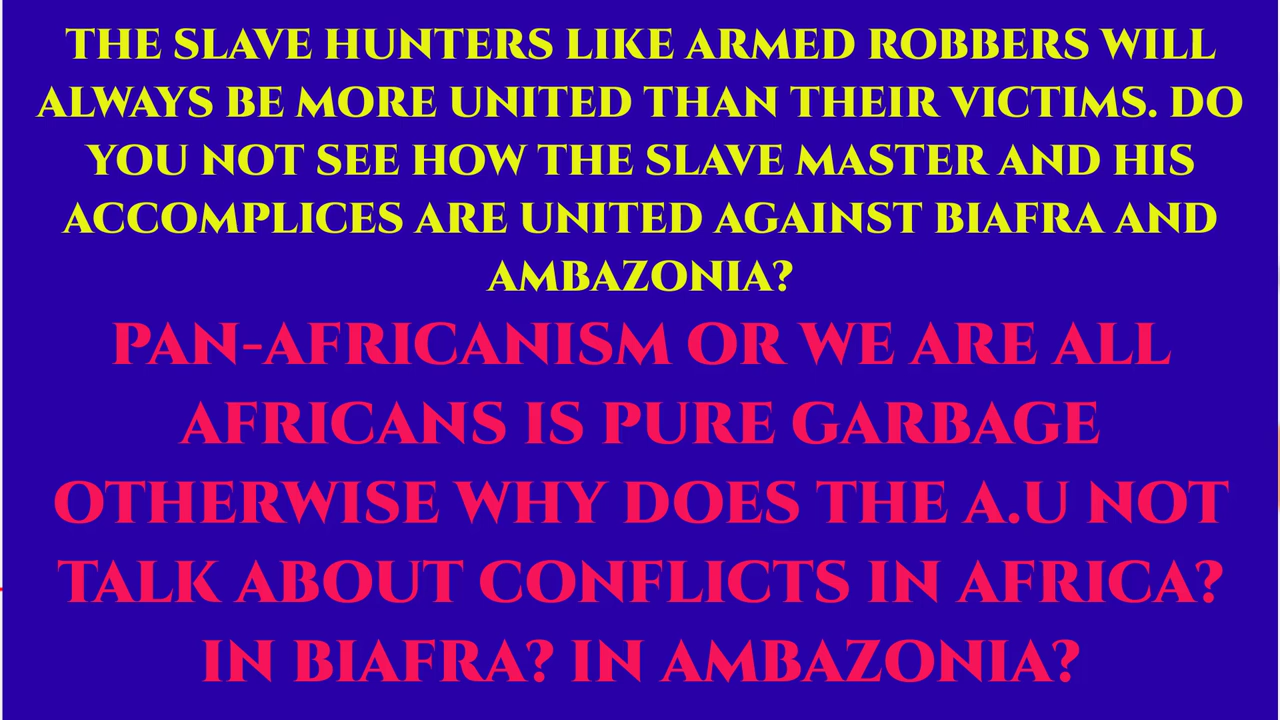 THE SLAVE HUNTERS LIKE ARMED ROBBERS WILL
ALWAYS BE MORE UNITED THAN THEIR VICTIMS. DO
YOU NOT SEE HOW THE SLAVE MASTER AND HIS
ACCOMPLICES ARE UNITED AGAINST BIAFRA AND
AMBAZONIA?
PAN-AFRICANISM OR WE ARE ALL
AFRICANS IS PURE GARBAGE
OTHERWISE WHY DOES THE A.U NOT
TALK ABOUT CONFLICTS IN AFRICA?
IN BIAFRA? IN AMBAZONIA?